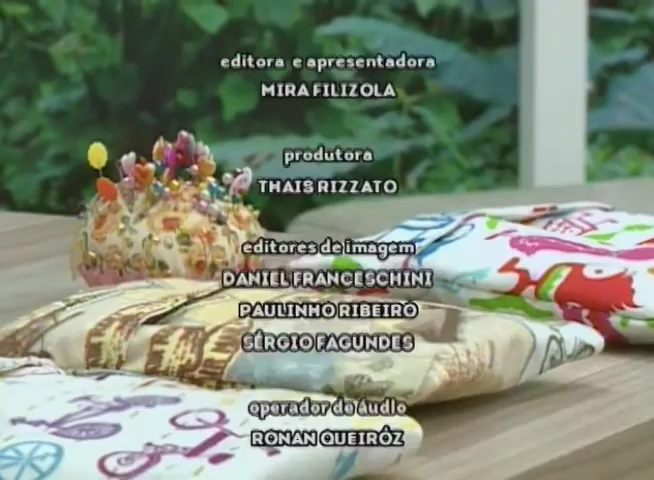 editora e apresentadora
MIRA FILIZOLA
produtora
THAIS RIZZATO
editores de imagem
DANIEL FRANCESCHINI
PAULINHO RIBEIRO
SÉRGIO FAGUNDES
operador de áudio
RONAN QUEIRÓZ